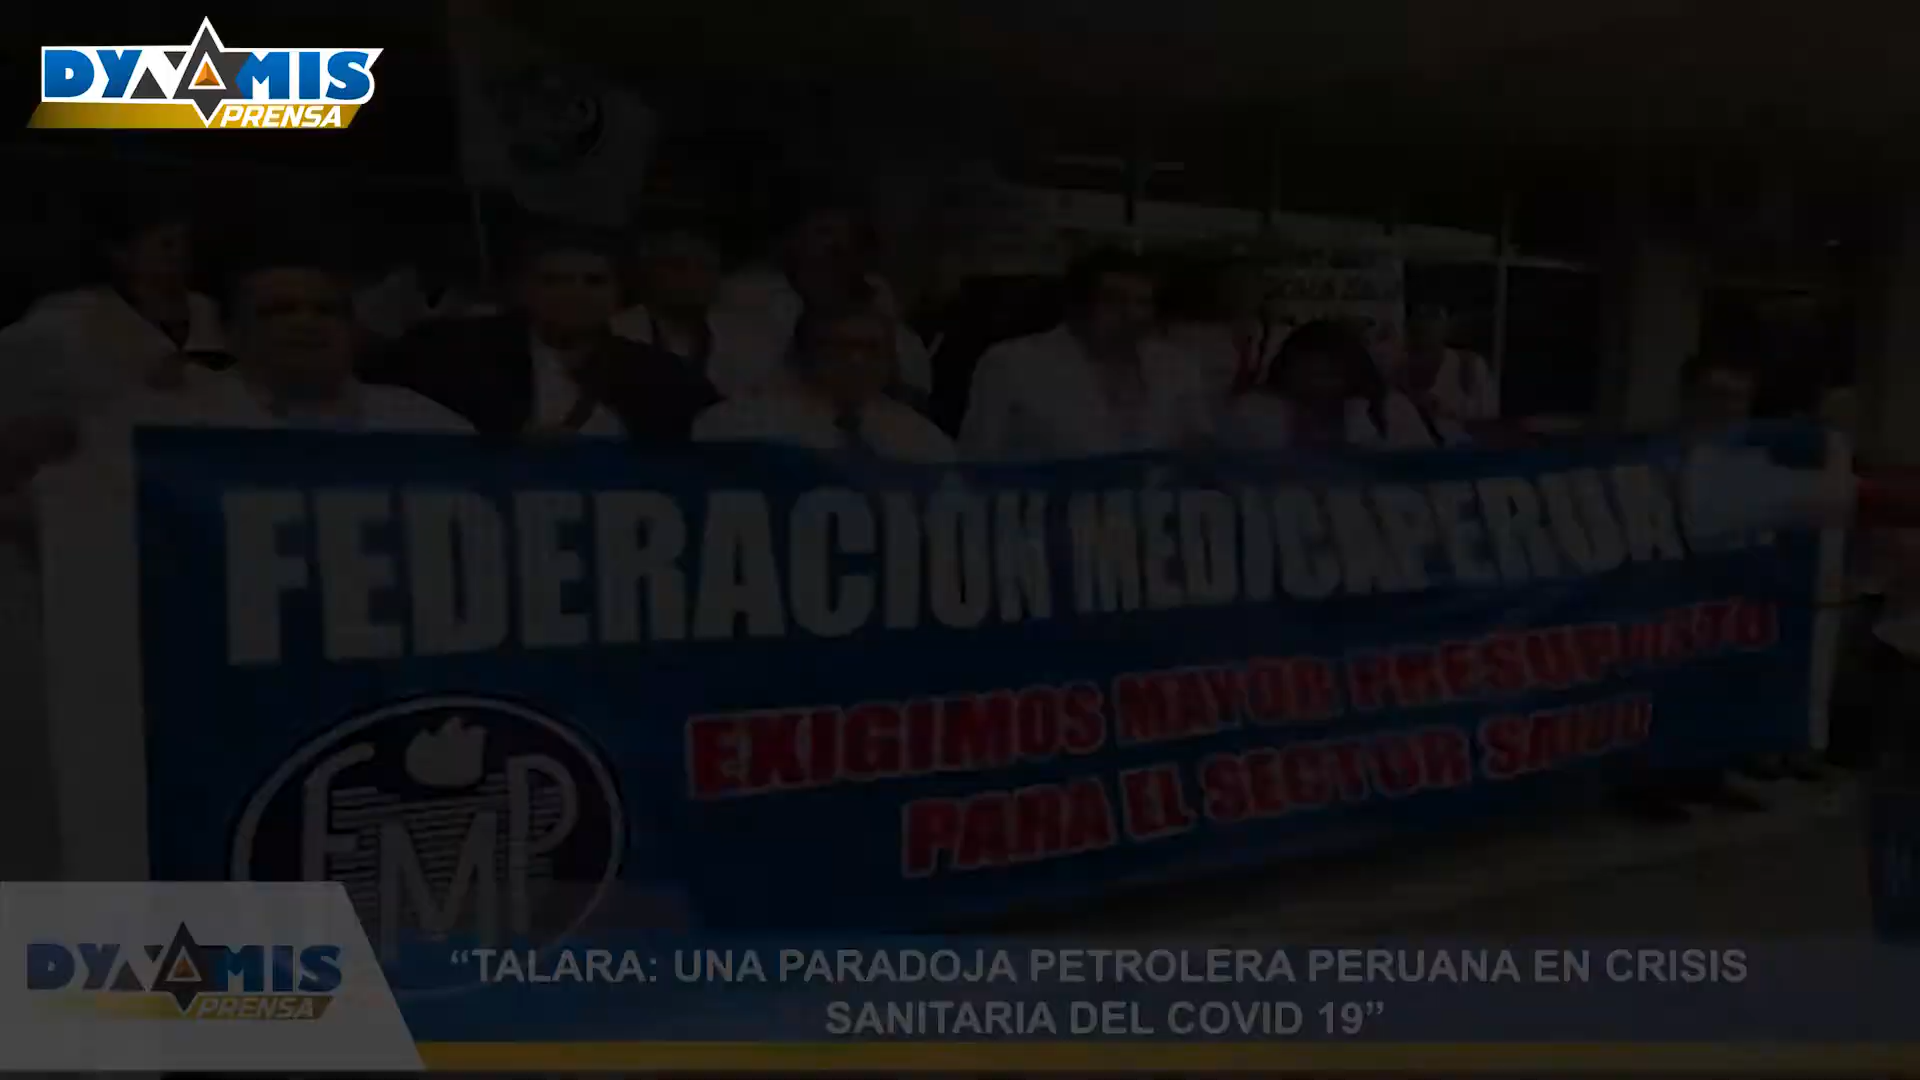 DYNAMIS
PRENSA
FEDERACIÓN MÉDICA PERUANA
EXIGIMOS MAYOR PRESUPUESTO
PARA EL SECTOR SALUD
FMP
DYNAMIS
PRENSA
“TALARA: UNA PARADOJA PETROLERA PERUANA EN CRISIS
SANITARIA DEL COVID 19”